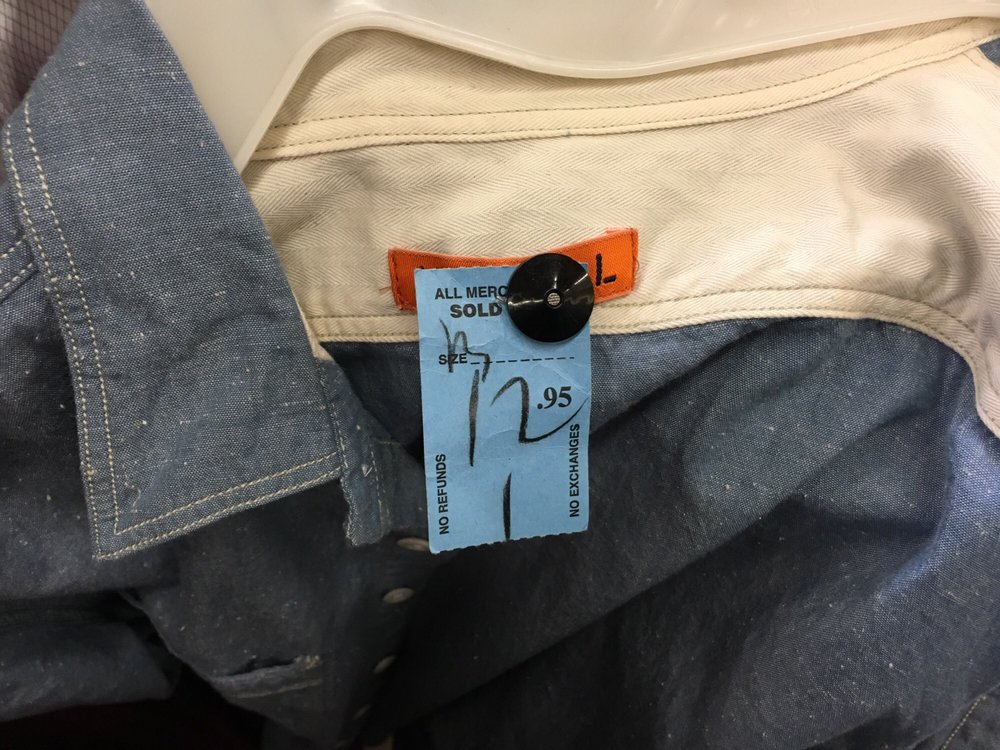 L
ALL MERC
SOLD
SIZE
12.95
1
NO REFUNDS
NO EXCHANGES